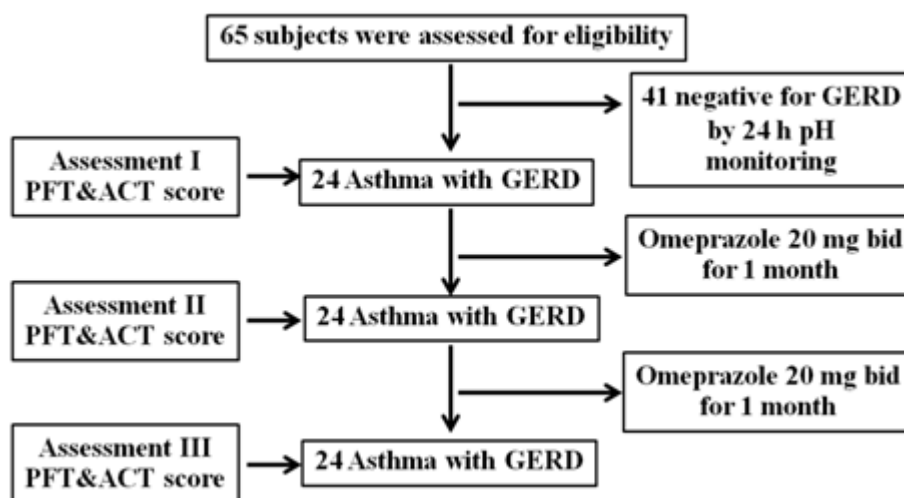 65 subjects were assessed for eligibility
41 negative for GERD
by 24 h pH
monitoring
Assessment I
PFT&ACT score
24 Asthma with GERD
Omeprazole 20 mg bid
for 1 month
Assessment II
PFT&ACT score
24 Asthma with GERD
Omeprazole 20 mg bid
for 1 month
Assessment III
PFT&ACT score
24 Asthma with GERD